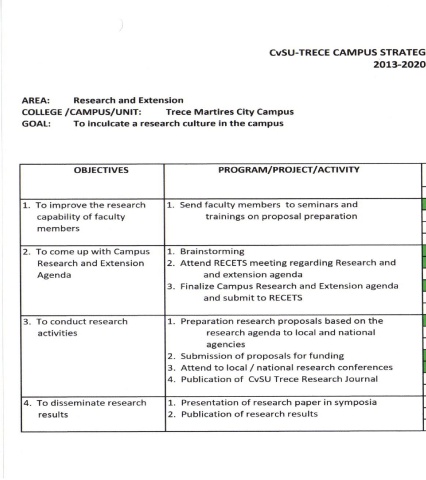 CvSU-TRECE CAMPUS STRATEG
2013-2020
AREA: Research and Extension
COLLEGE /CAMPUS/UNIT: Trece Martires City Campus
GOAL: To inculcate a research culture in the campus
OBJECTIVES
PROGRAM/PROJECT/ACTIVITY
1. To improve the research
capability of faculty
members
1. Send faculty members to seminars and
trainings on proposal preparation
2. To come up with Campus
Research and Extension
Agenda
1. Brainstorming
2. Attend RECETS meeting regarding Research and
and extension agenda
3. Finalize Campus Research and Extension agenda
and submit to RECETS
3. To conduct research
activities
1. Preparation research proposals based on the
research agenda to local and national
agencies
2. Submission of proposals for funding
3. Attend to local / national research conferences
4. Publication of CvSU Trece Research Journal
4. To disseminate research
results
1. Presentation of research paper in symposia
2. Publication of research results